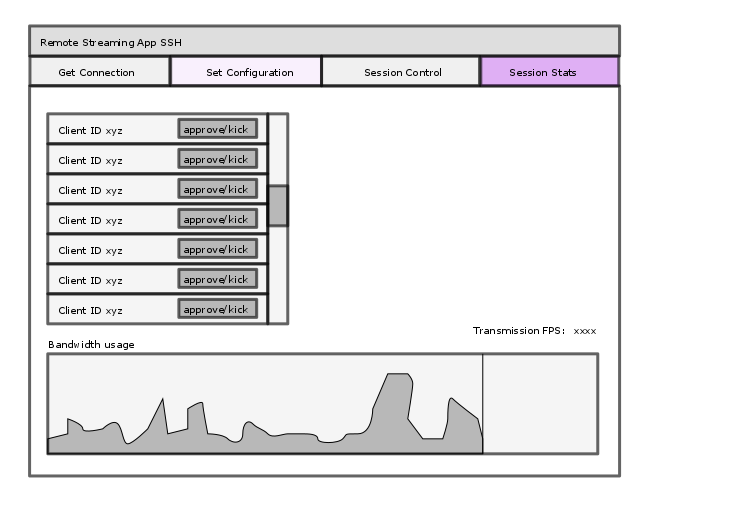 Remote Streaming App SSH
Get Connection Set Configuration Session Control Session Stats
Client ID xyz approve/kick
Client ID xyz approve/kick
Client ID xyz approve/kick
Client ID xyz approve/kick
Client ID xyz approve/kick
Client ID xyz approve/kick
Client ID xyz approve/kick
Transmission FPS: xxxx
Bandwidth usage